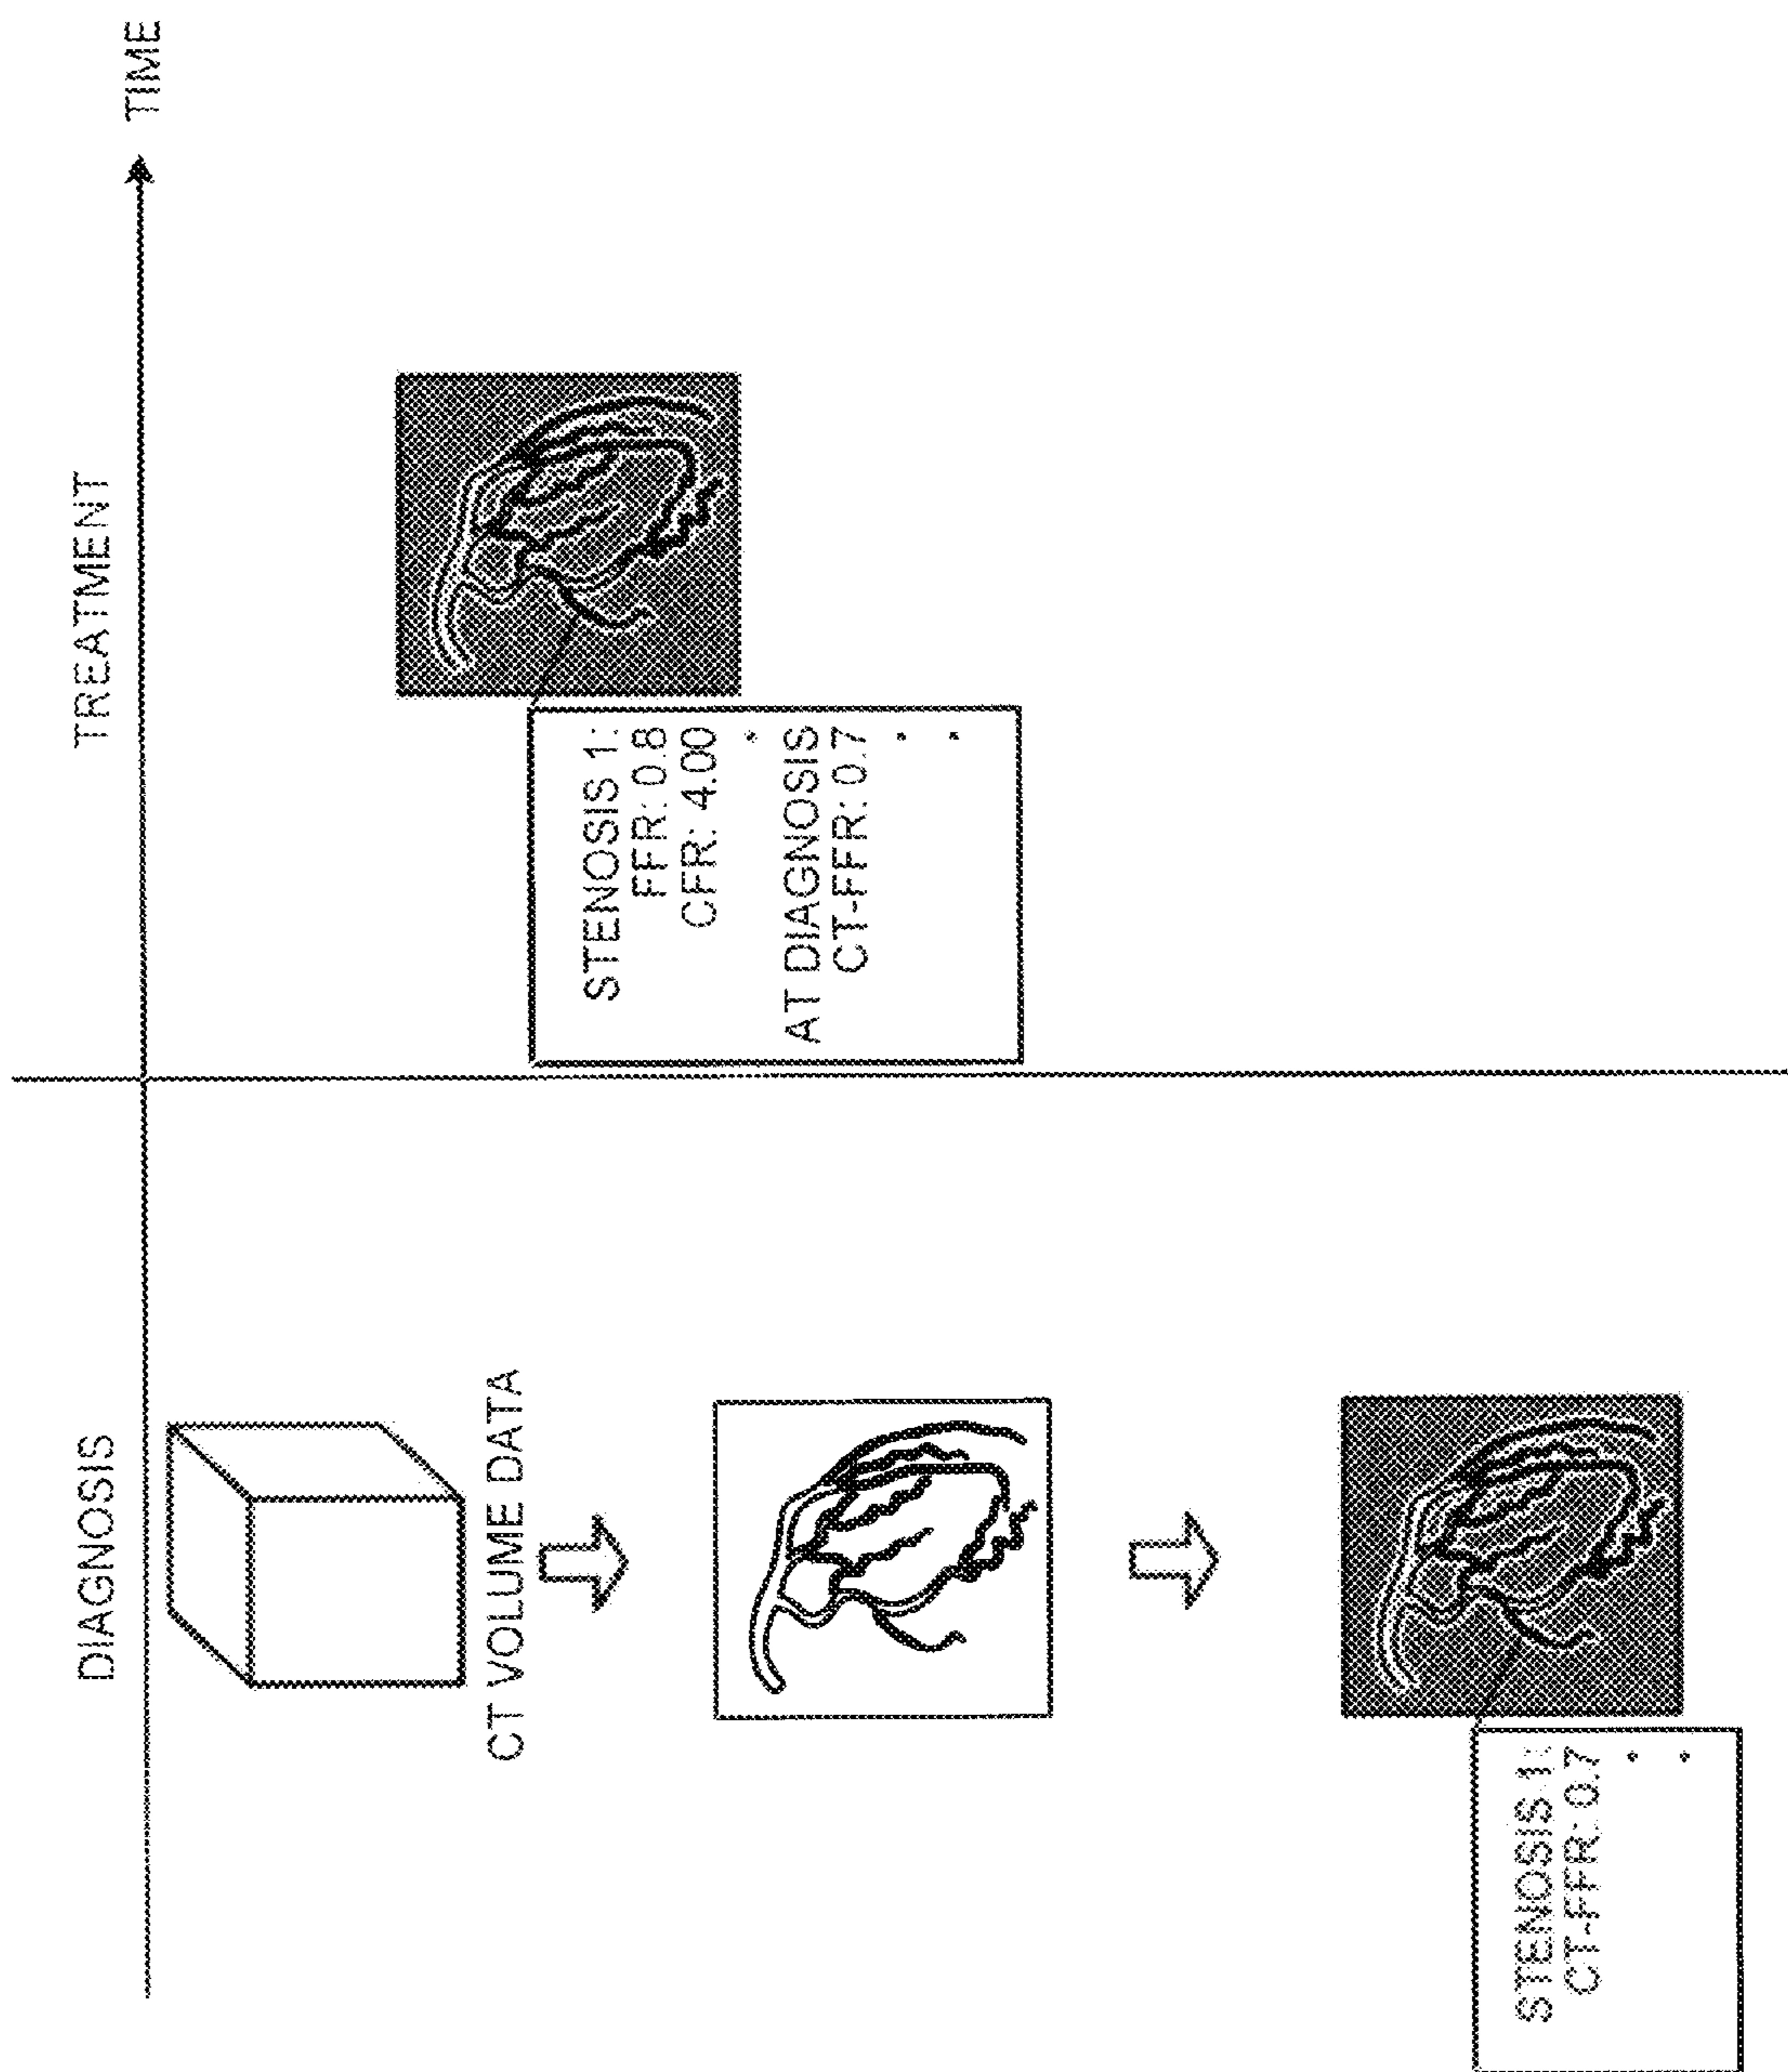 DIAGNOSIS
TREATMENT
TIME
CT VOLUME DATA
STENOSIS 1:
CT-FFR: 0.7
STENOSIS 1:
FFR: 0.8
CFR: 4.00
AT DIAGNOSIS
CT-FFR: 0.7